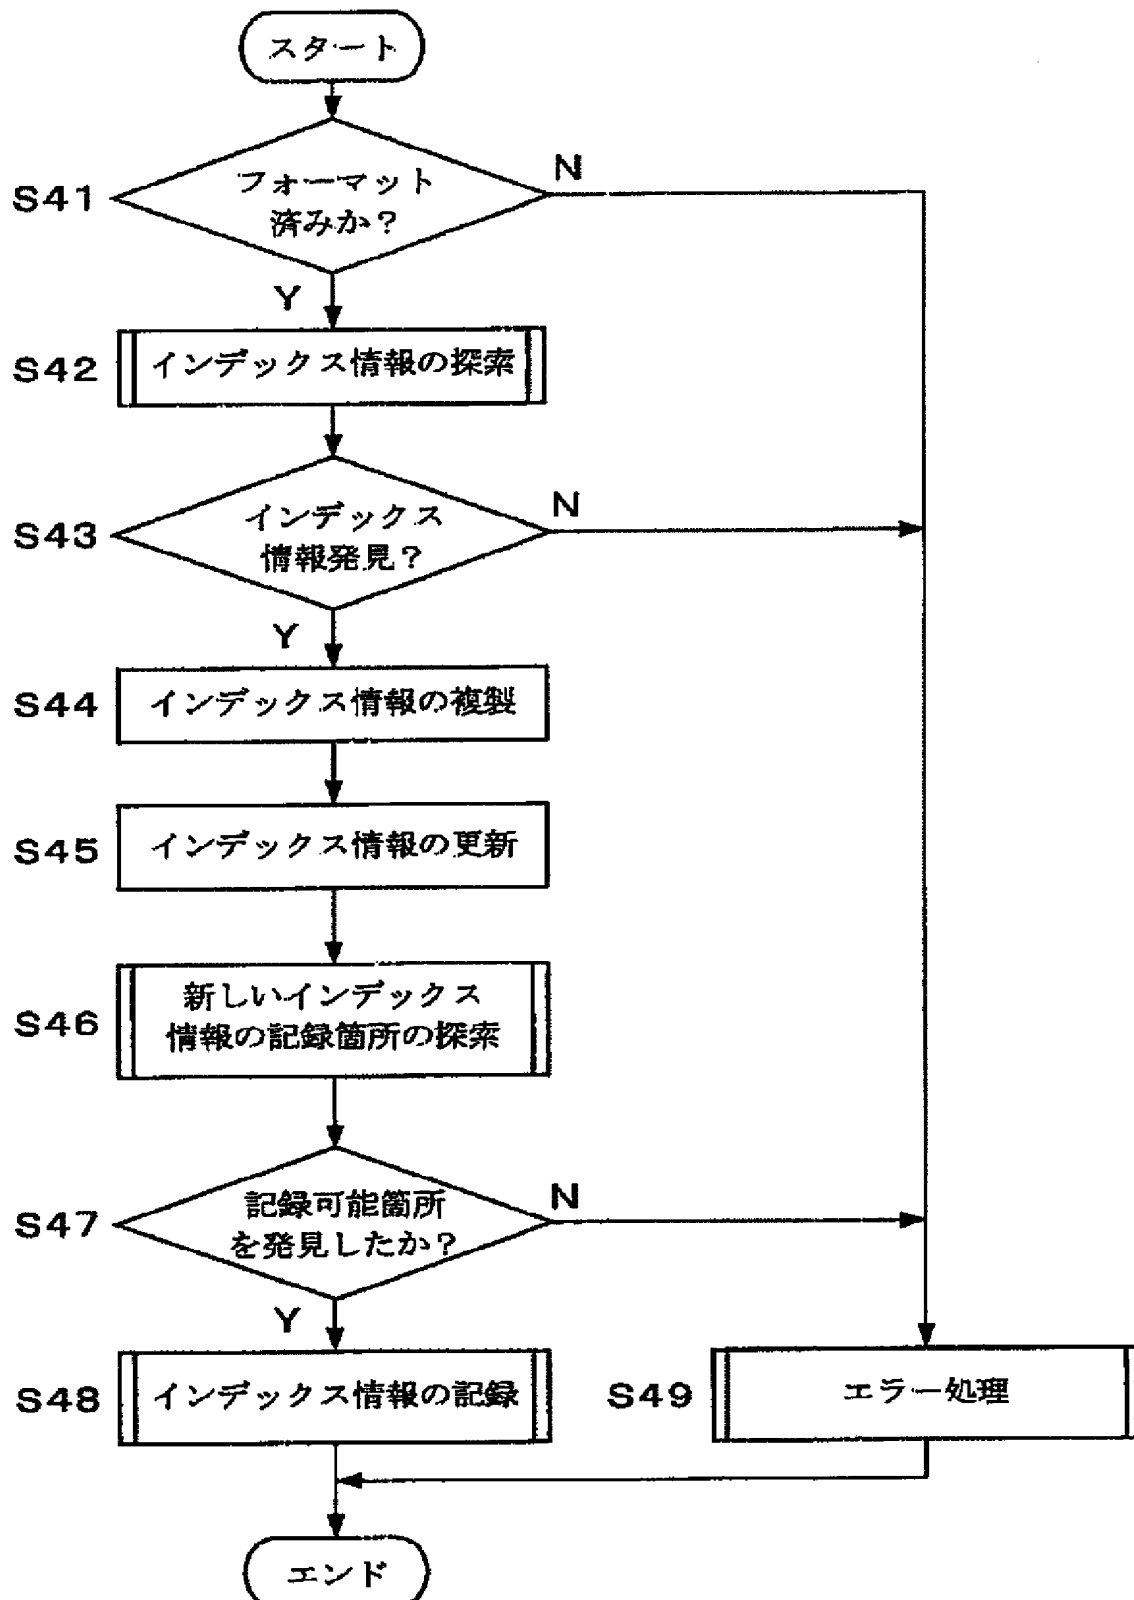 スタート
S41
フォーマット
済みか？
N
Y
S42
インデックス情報の探索
S43
インデックス
情報発見？
N
Y
S44
インデックス情報の複製
S45
インデックス情報の更新
S46
新しいインデックス
情報の記録箇所の探索
S47
記録可能箇所
を発見したか？
N
Y
S48
インデックス情報の記録
S49
エラー処理
エンド